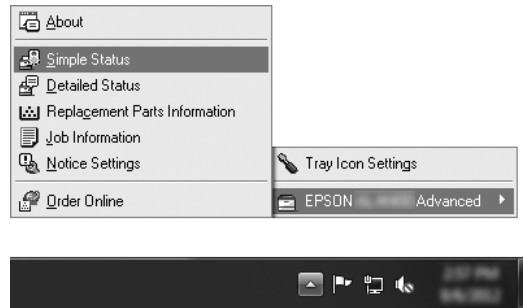 About
Simple Status
Detailed Status
Replacement Parts Information
Job Information
Notice Settings
Order Online
Tray Icon Settings
EPSON Advanced